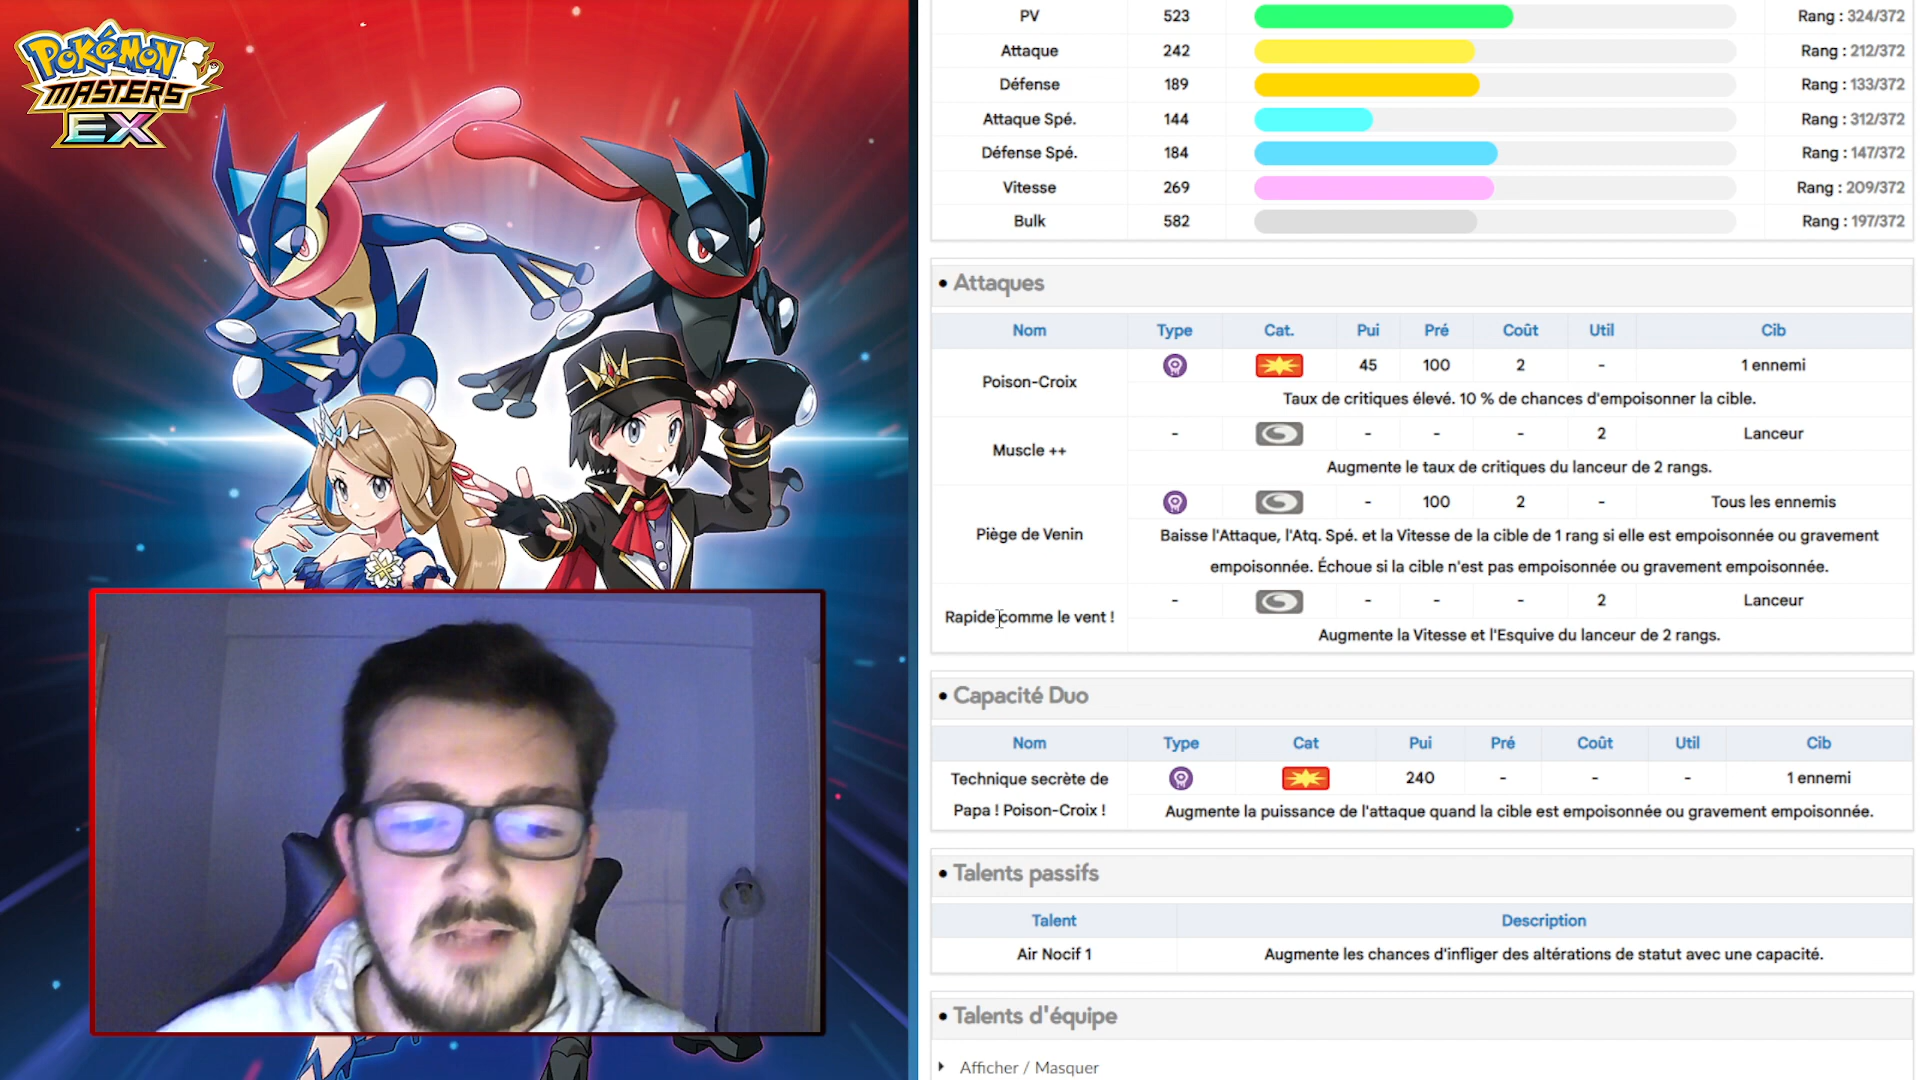 POKÉMON
MASTERS
EX
PV 523 Rang : 324/372
Attaque 242 Rang : 212/372
Défense 189 Rang : 133/372
Attaque Spé. 144 Rang : 312/372
Défense Spé. 184 Rang : 147/372
Vitesse 269 Rang : 209/372
Bulk 582 Rang : 197/372
• Attaques
Nom Type Cat. Pui Pré Coût Util Cib
Poison-Croix 45 100 2 - 1 ennemi
Taux de critiques élevé. 10 % de chances d'empoisonner la cible.
Muscle ++ - - - - 2 Lanceur
Augmente le taux de critiques du lanceur de 2 rangs.
Piège de Venin - 100 2 - Tous les ennemis
Baisse l'Attaque, l'Atq. Spé. et la Vitesse de la cible de 1 rang si elle est empoisonnée ou gravement
empoisonnée. Échoue si la cible n'est pas empoisonnée ou gravement empoisonnée.
Rapide comme le vent ! - - - - 2 Lanceur
Augmente la Vitesse et l'Esquive du lanceur de 2 rangs.
• Capacité Duo
Nom Type Cat Pui Pré Coût Util Cib
Technique secrète de
Papa ! Poison-Croix ! 240 - - - 1 ennemi
Augmente la puissance de l'attaque quand la cible est empoisonnée ou gravement empoisonnée.
• Talents passifs
Talent Description
Air Nocif 1 Augmente les chances d'infliger des altérations de statut avec une capacité.
• Talents d'équipe
Afficher / Masquer